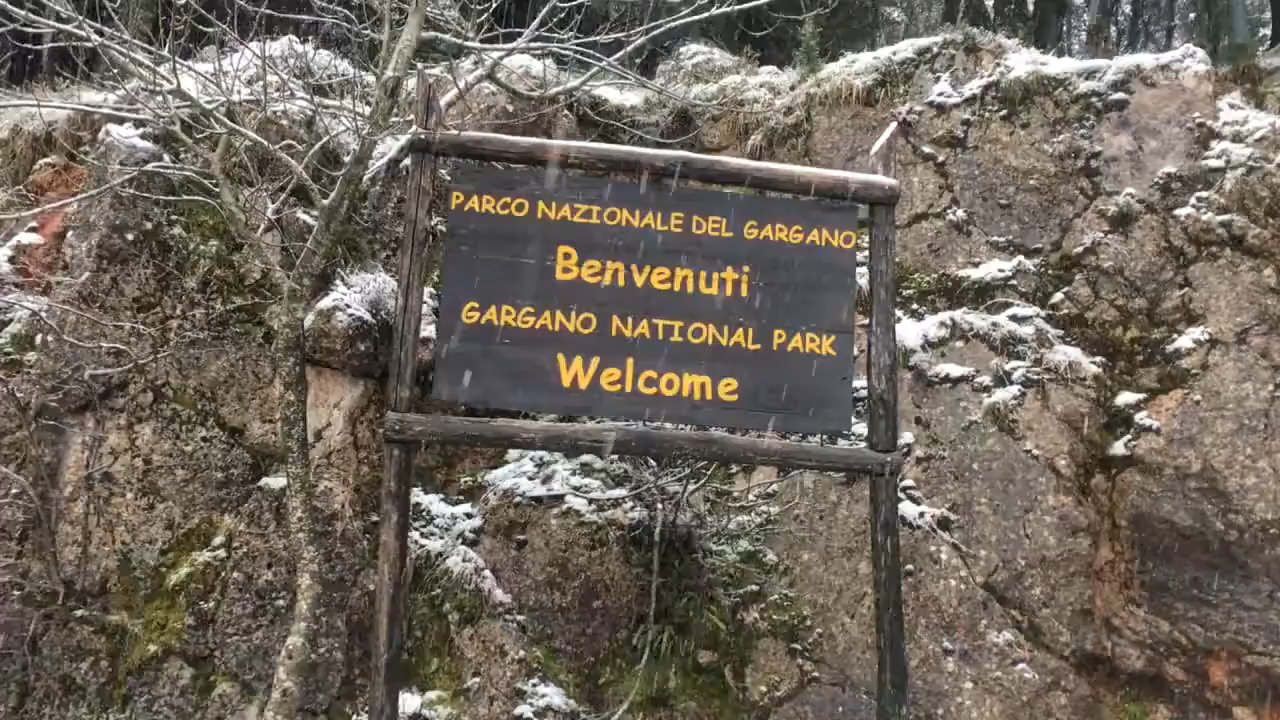 PARCO NAZIONALE DEL GARGANO
Benvenuti
GARGANO NATIONAL PARK
Welcome